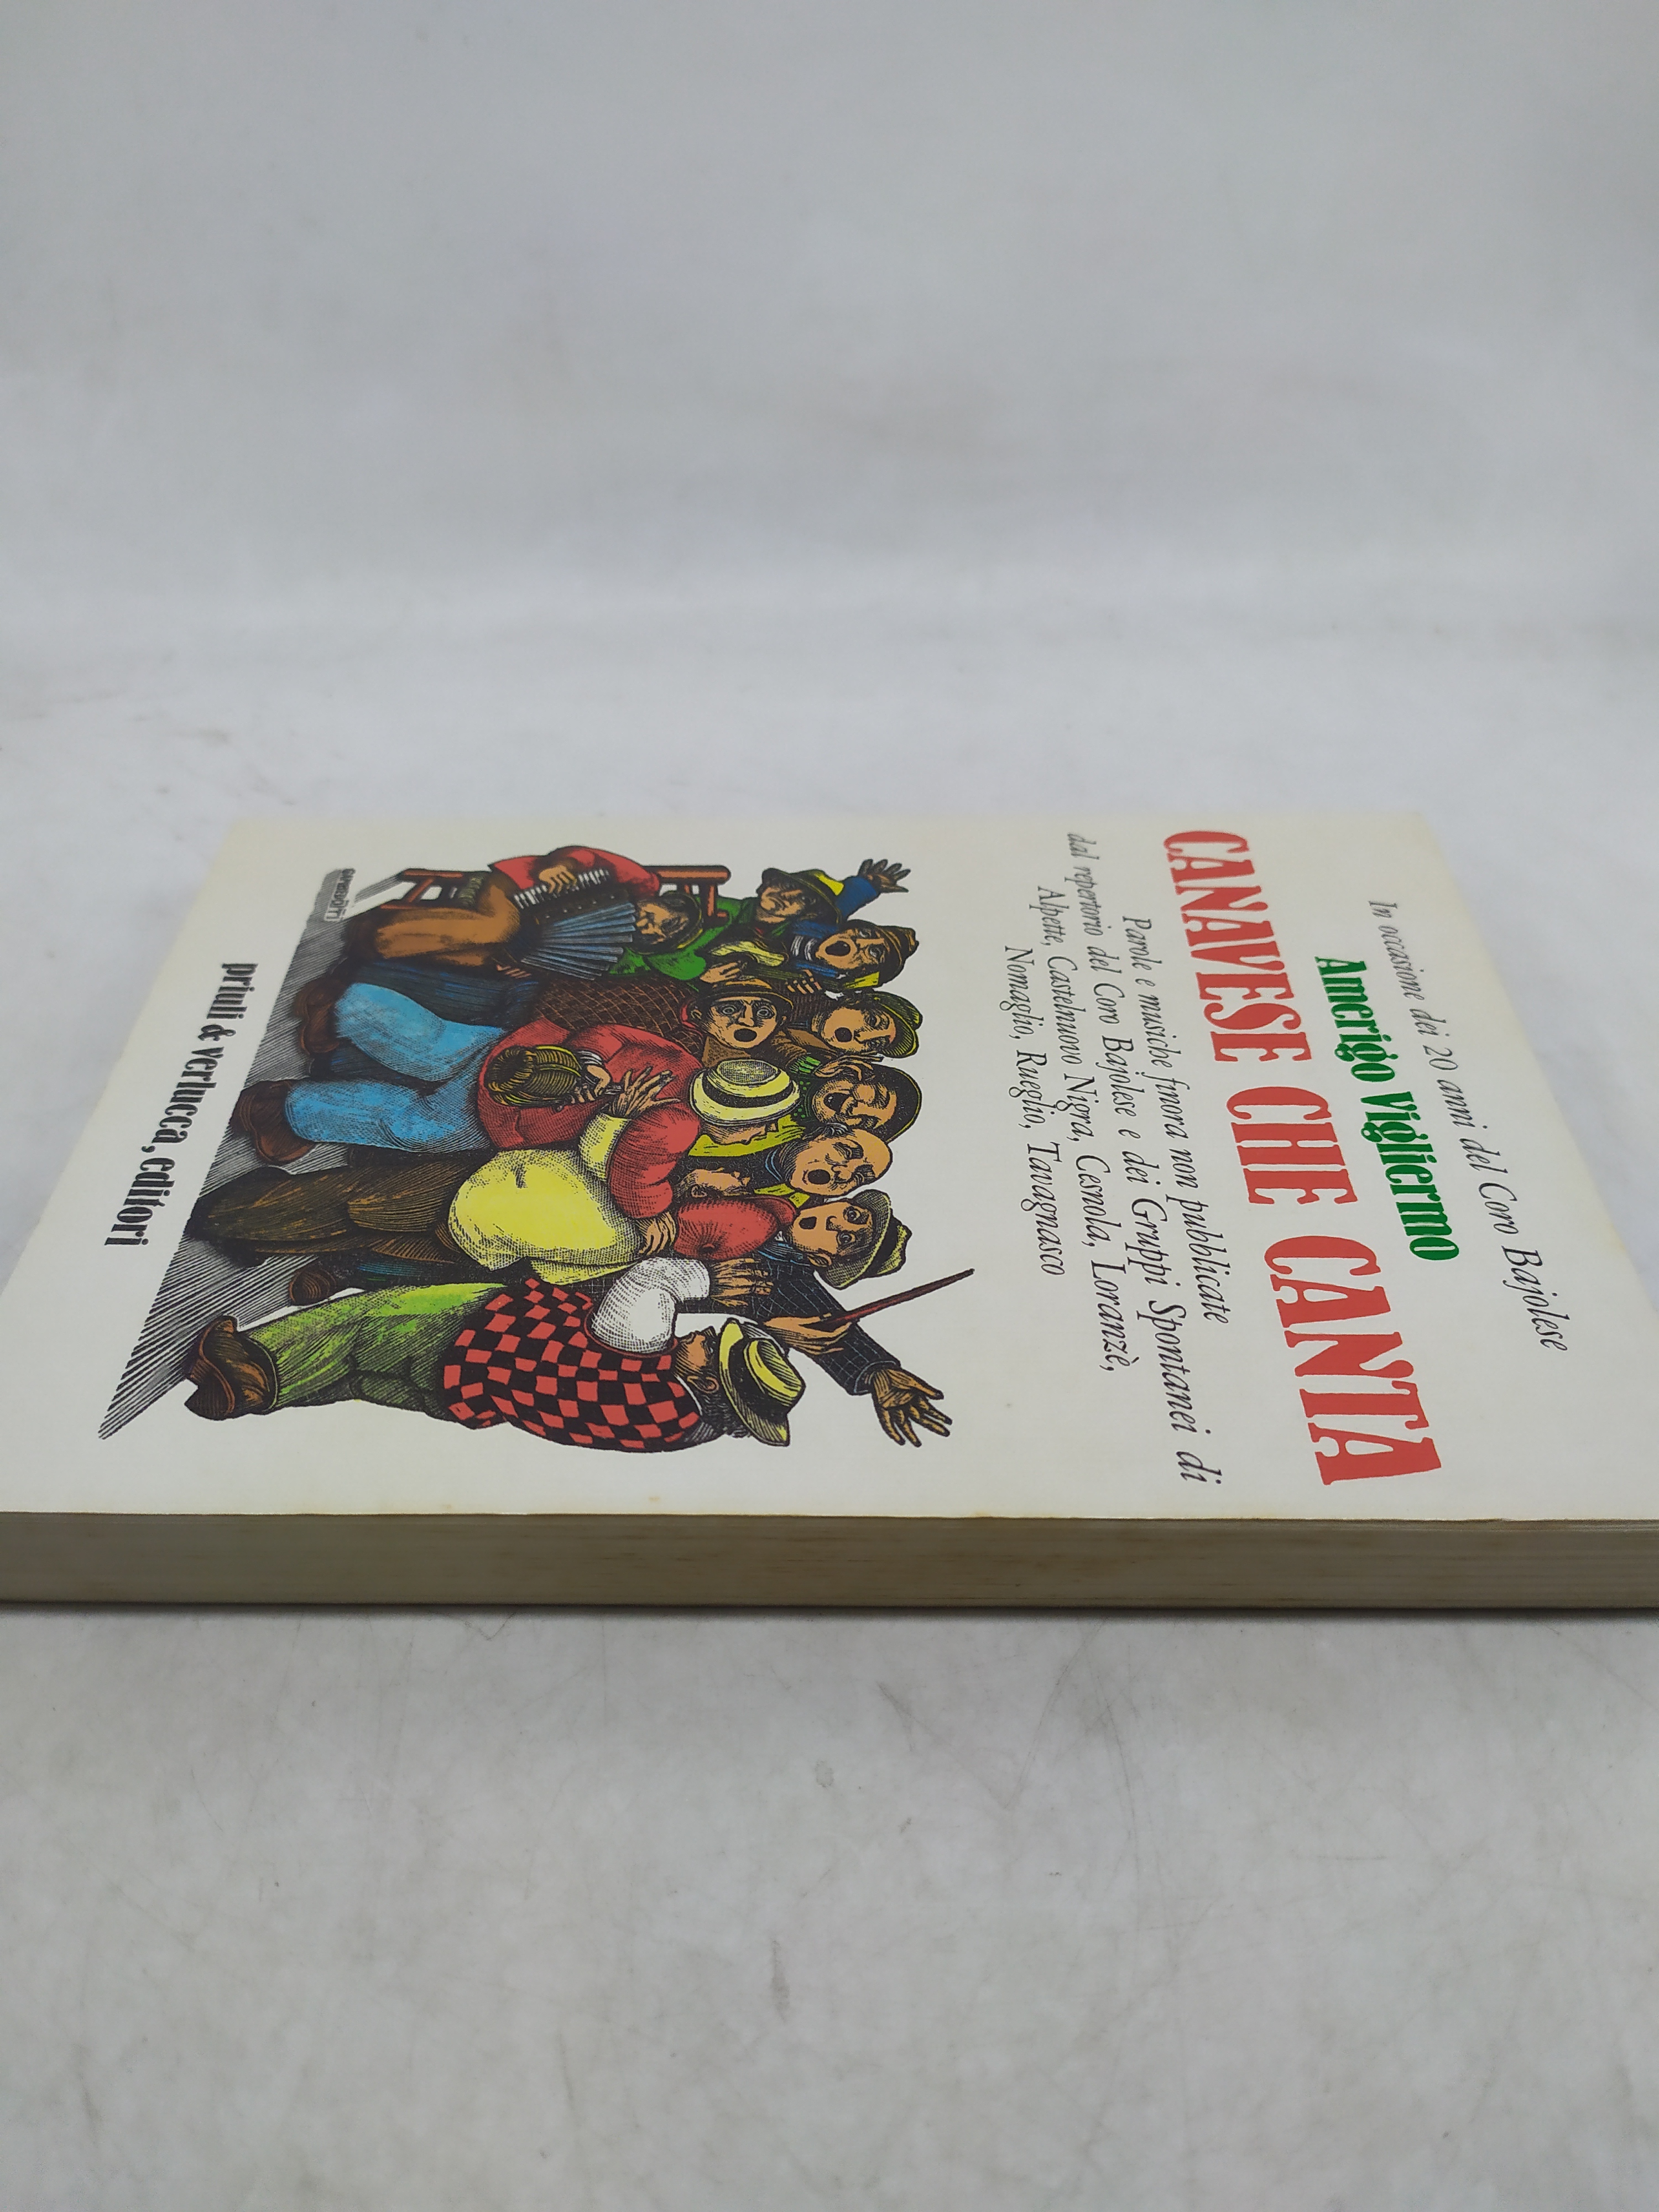 In occasione dei 20 anni del Coro Bajolese
Amerigo Vigliermo
CANAVESE CHE CANTA
Parole e musiche finora non pubblicate
dal repertorio del Coro Bajolese e dei Gruppi Spontanei di
Alpette, Castelnuovo Nigra, Cesnola, Loranzè,
Nomaglio, Rueglio, Tavagnasco
priuli & verlucca, editori